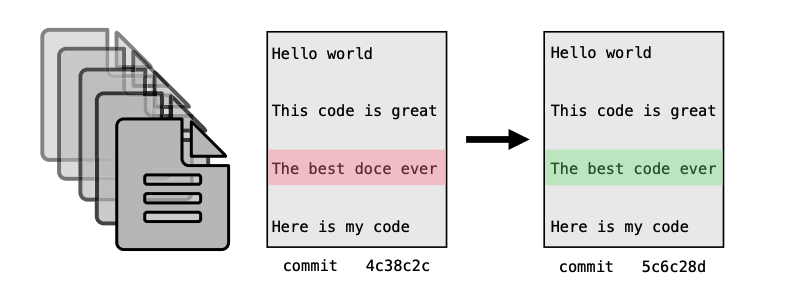 Hello world
This code is great
The best doce ever
Here is my code
commit 4c38c2c
Hello world
This code is great
The best code ever
Here is my code
commit 5c6c28d